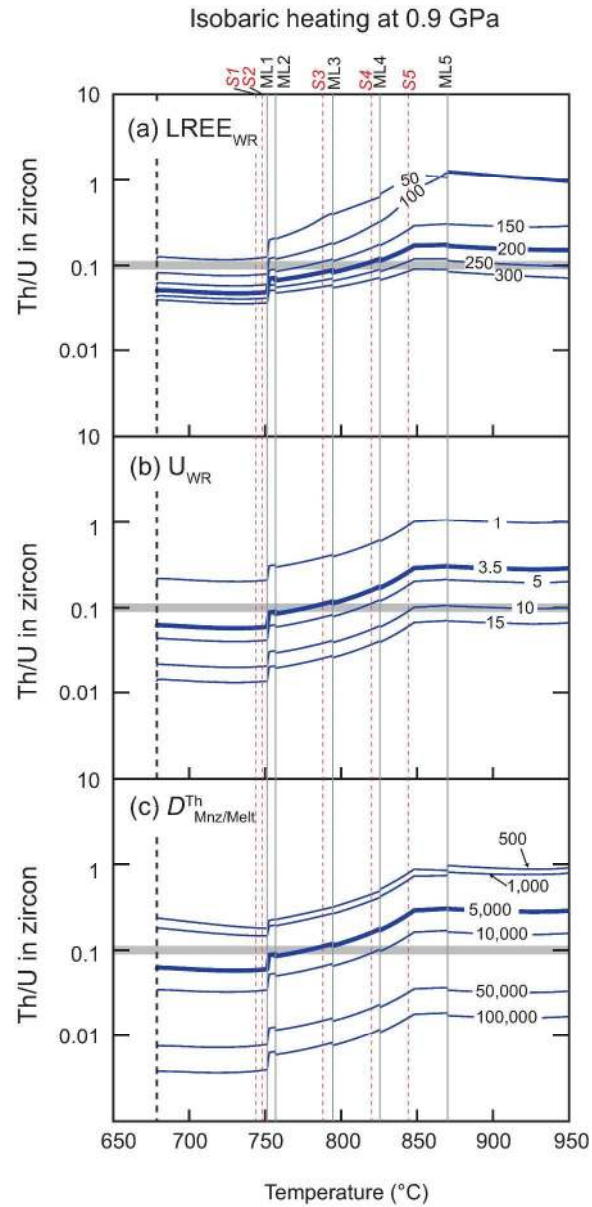 Isobaric heating at 0.9 GPa
S1
S2
ML1
ML2
S3
ML3
S4
ML4
S5
ML5
10
(a) LREE_WR
1
0.1
0.01
10
Th/U in zircon
50
100
150
200
250
300
(b) U_WR
1
0.1
0.01
10
Th/U in zircon
1
3.5
5
10
15
(c) D^Th_Mnz/Melt
1
0.1
0.01
Th/U in zircon
500
1,000
5,000
10,000
50,000
100,000
650 700 750 800 850 900 950
Temperature (°C)